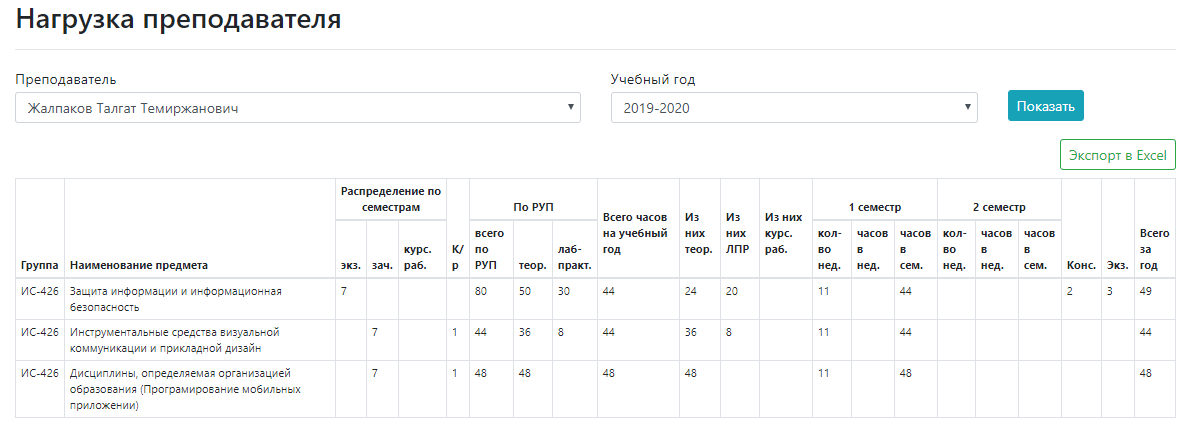 Нагрузка преподавателя
Преподаватель
Учебный год
Жалпаков Талгат Темиржанович
2019-2020
Показать
Экспорт в Excel
Группа Наименование предмета Распределение по семестрам К/р По РУП Всего часов на учебный год Из них теор. Из них ЛПР Из них курс. раб. 1 семестр 2 семестр Конс. Экз. Всего за год
экз. зач. курс. раб. всего по РУП теор. лаб-практ. кол-во нед. часов в нед. часов в сем. кол-во нед. часов в нед. часов в сем.
ИС-426 Защита информации и информационная безопасность 7 80 50 30 44 24 20 11 44 2 3 49
ИС-426 Инструментальные средства визуальной коммуникации и прикладной дизайн 7 1 44 36 8 44 36 8 11 44 44
ИС-426 Дисциплины, определяемая организацией образования (Програмирование мобильных приложении) 7 1 48 48 48 48 11 48 48